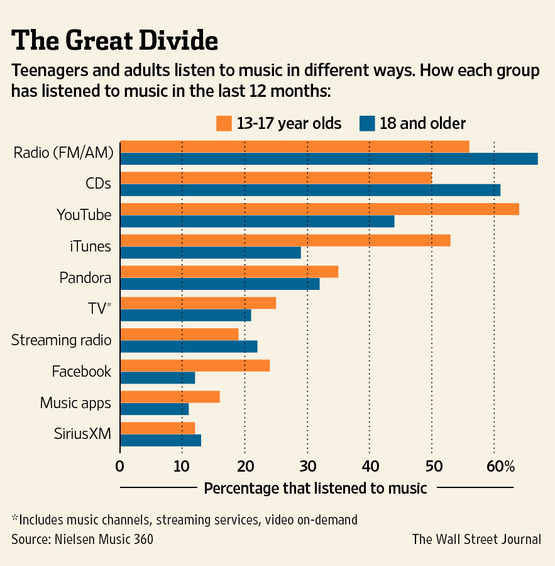 The Great Divide
Teenagers and adults listen to music in different ways. How each group
has listened to music in the last 12 months:
13-17 year olds 18 and older
Radio (FM/AM)
CDs
YouTube
iTunes
Pandora
TV*
Streaming radio
Facebook
Music apps
SiriusXM
0 10 20 30 40 50 60%
Percentage that listened to music
*Includes music channels, streaming services, video on-demand
Source: Nielsen Music 360 The Wall Street Journal